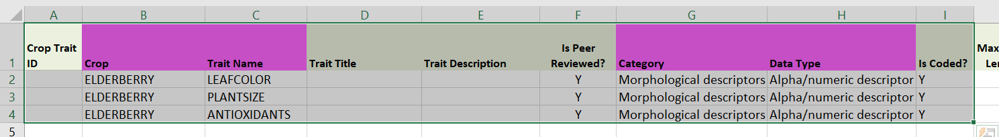 A B C D E F G H I
1 Crop Trait ID Crop Trait Name Trait Title Trait Description Is Peer Reviewed? Category Data Type Is Coded? Max Ler
2 ELDERBERRY LEAFCOLOR Y Morphological descriptors Alpha/numeric descriptor Y
3 ELDERBERRY PLANTSIZE Y Morphological descriptors Alpha/numeric descriptor Y
4 ELDERBERRY ANTIOXIDANTS Y Morphological descriptors Alpha/numeric descriptor Y
5